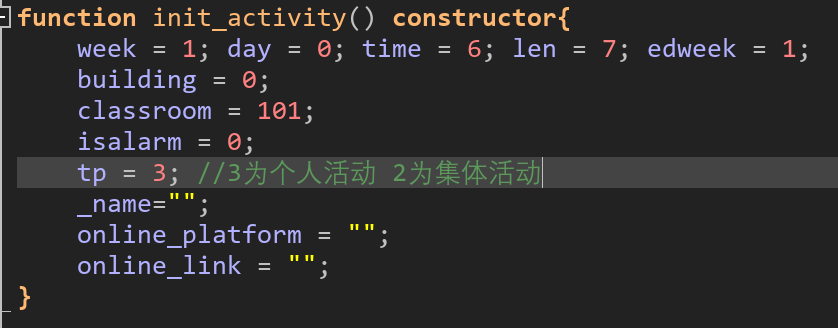 function init_activity() constructor{
week = 1; day = 0; time = 6; len = 7; edweek = 1;
building = 0;
classroom = 101;
isalarm = 0;
tp = 3; //3为个人活动 2为集体活动
_name="";
online_platform = "";
online_link = "";
}